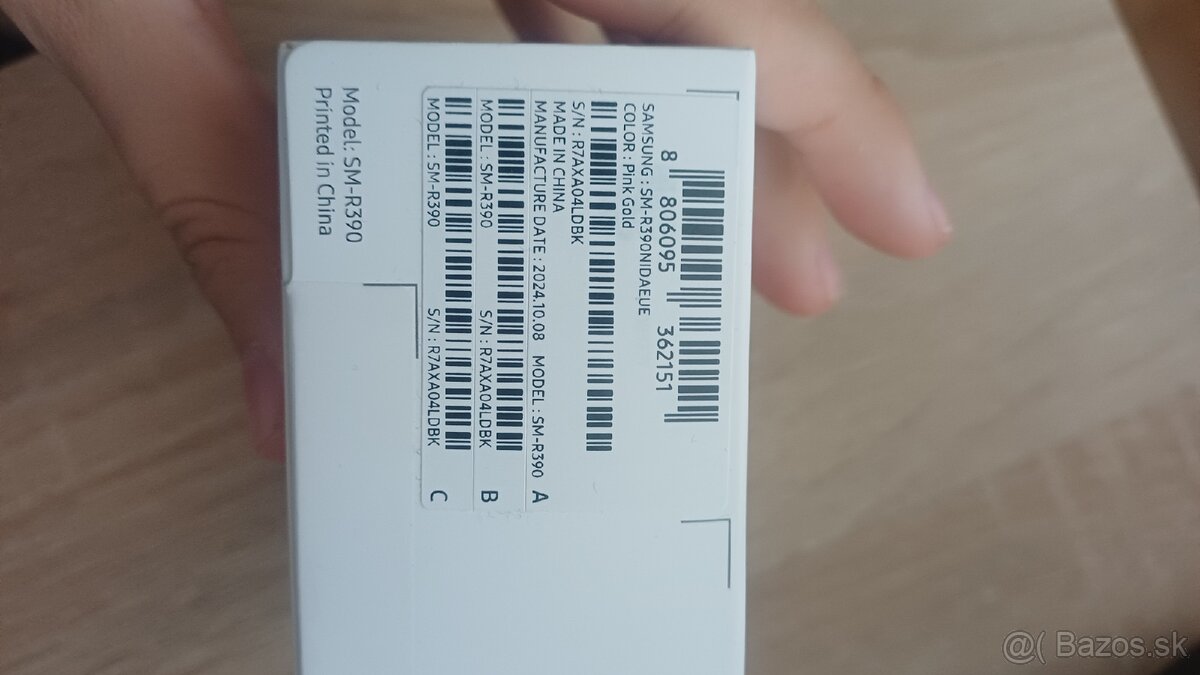 8 806095 362151
SAMSUNG : SM-R390NIDAEUE
COLOR : Pink Gold
S/N : R7AXA04LDBK
MADE IN CHINA
MANUFACTURE DATE : 2024.10.08 MODEL : SM-R390 A
MODEL : SM-R390 S/N : R7AXA04LDBK B
MODEL : SM-R390 S/N : R7AXA04LDBK C
Model: SM-R390
Printed in China
@( Bazos.sk